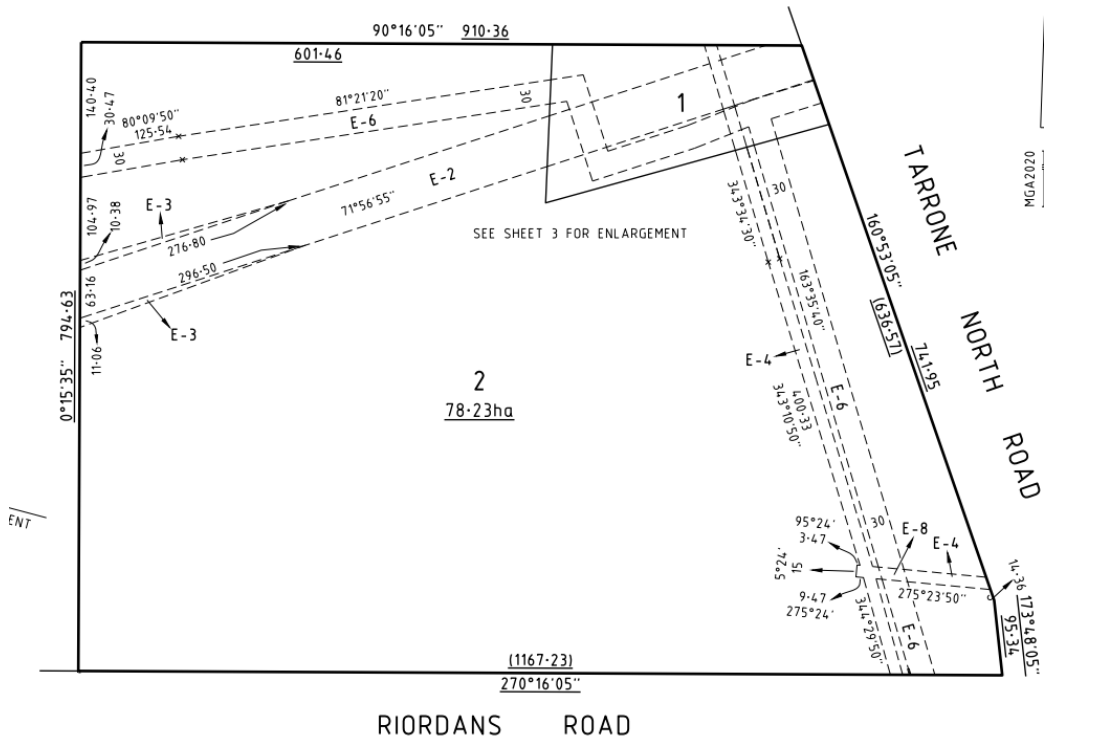 90°16'05" 910·36
601·46
140·40
30·47
80°09'50"
125·54
81°21'20"
30
E-6
30
1
TARRONE NORTH ROAD
MGA2020
E-2
71°56'55"
E-3
104·97
10·38
276·80
SEE SHEET 3 FOR ENLARGEMENT
343°34'30"
30
160°53'05"
(636·57)
741·95
296·50
63·16
E-3
11·06
0°15'35" 794·63
163°35'40"
E-4
400·33
343°10'50"
E-6
2
78·23ha
ENT
95°24'
3·47
5°24'
15
9·47
275°24'
30
E-8
E-4
275°23'50"
14·36
173°48'05"
95·34
344°29'50"
E-6
(1167·23)
270°16'05"
RIORDANS ROAD